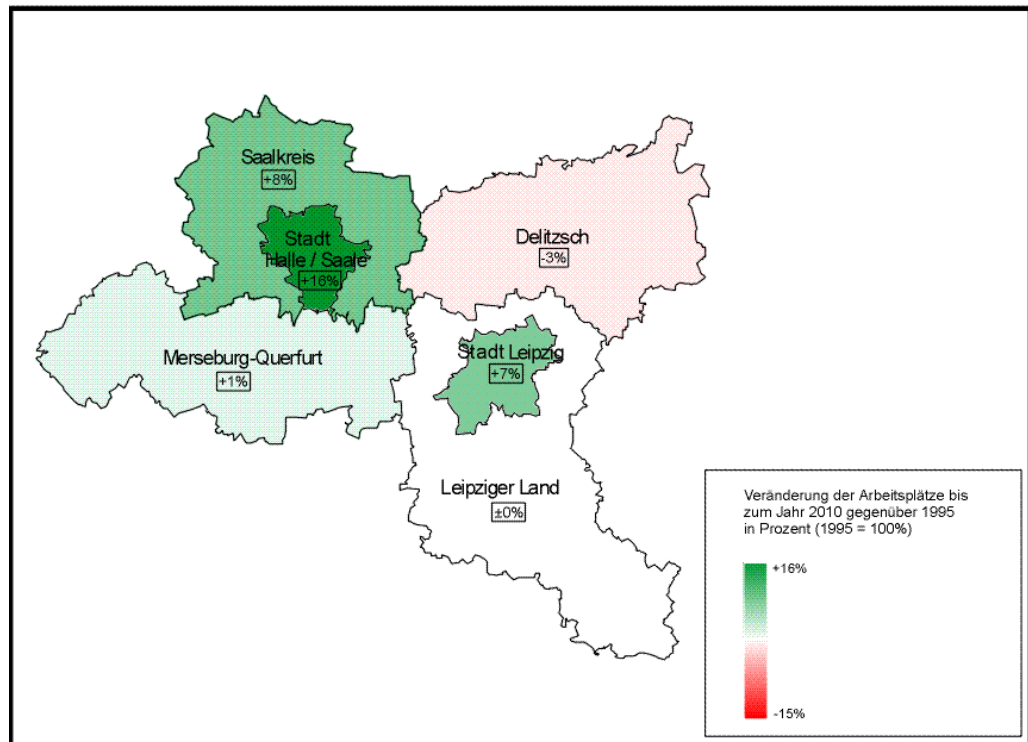 Saalkreis
+8%
Stadt
Halle / Saale
+16%
Delitzsch
-3%
Merseburg-Querfurt
+1%
Stadt Leipzig
+7%
Leipziger Land
±0%
Veränderung der Arbeitsplätze bis
zum Jahr 2010 gegenüber 1995
in Prozent (1995 = 100%)
+16%
-15%